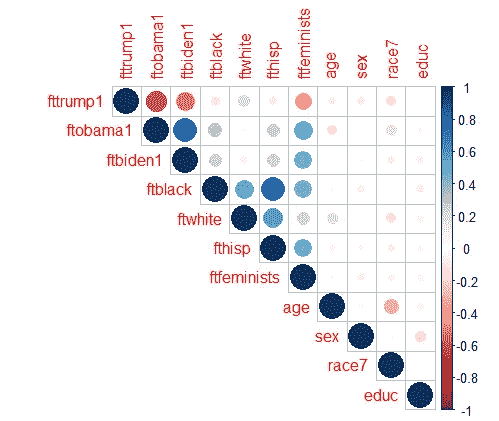 fttrump1
ftobama1
ftbiden1
ftblack
ftwhite
fthisp
ftfeminists
age
sex
race7
educ
fttrump1
ftobama1
ftbiden1
ftblack
ftwhite
fthisp
ftfeminists
age
sex
race7
educ
1
0.8
0.6
0.4
0.2
0
-0.2
-0.4
-0.6
-0.8
-1